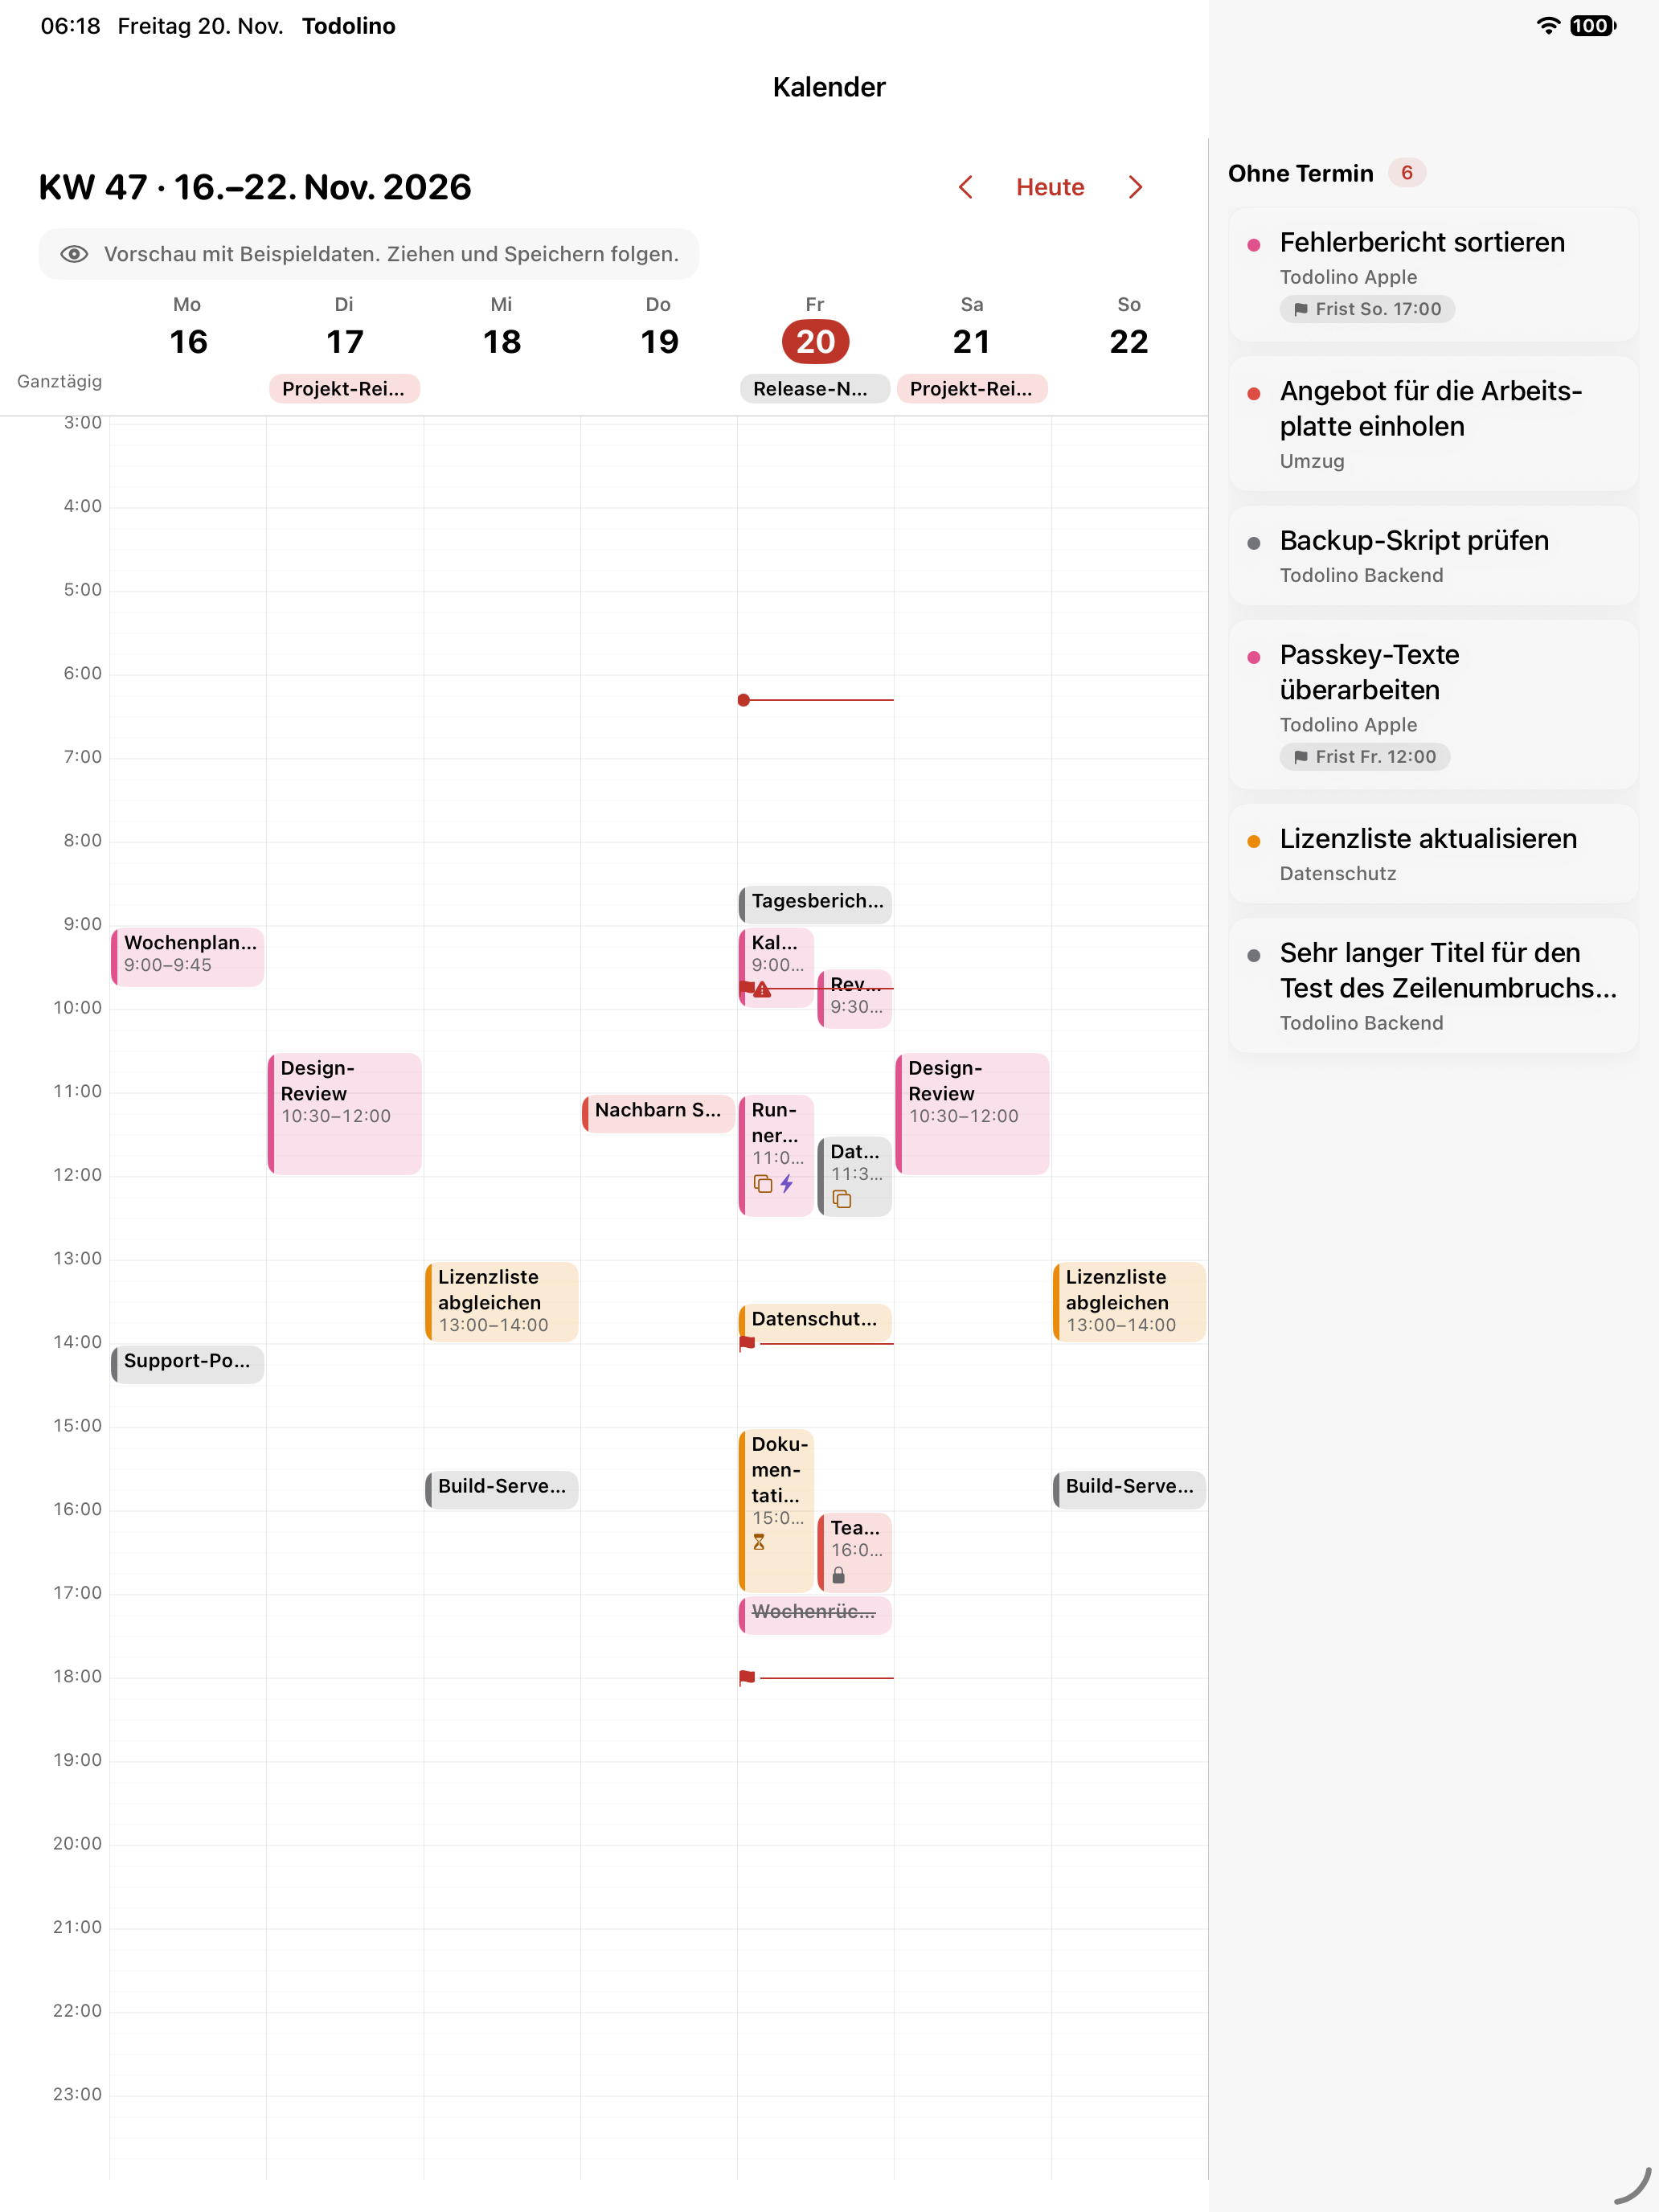 06:18 Freitag 20. Nov. Todolino
100
Kalender
KW 47 · 16.–22. Nov. 2026
Heute
Vorschau mit Beispieldaten. Ziehen und Speichern folgen.
Mo
Di
Mi
Do
Fr
Sa
So
16
17
18
19
20
21
22
Ganztägig
Projekt-Rei...
Release-N...
Projekt-Rei...
3:00
4:00
5:00
6:00
7:00
8:00
9:00
10:00
11:00
12:00
13:00
14:00
15:00
16:00
17:00
18:00
19:00
20:00
21:00
22:00
23:00
Wochenplan...
9:00–9:45
Support-Po...
Design-
Review
10:30–12:00
Lizenzliste
abgleichen
13:00–14:00
Build-Serve...
Nachbarn S...
Tagesberich...
Kal...
9:00...
Rev...
9:30...
Run-
ner...
11:0...
Dat...
11:3...
Datenschut...
Doku-
men-
tati...
15:0...
Tea...
16:0...
Wochenrüc...
Design-
Review
10:30–12:00
Lizenzliste
abgleichen
13:00–14:00
Build-Serve...
Ohne Termin 6
Fehlerbericht sortieren
Todolino Apple
Frist So. 17:00
Angebot für die Arbeits-
platte einholen
Umzug
Backup-Skript prüfen
Todolino Backend
Passkey-Texte
überarbeiten
Todolino Apple
Frist Fr. 12:00
Lizenzliste aktualisieren
Datenschutz
Sehr langer Titel für den
Test des Zeilenumbruchs...
Todolino Backend